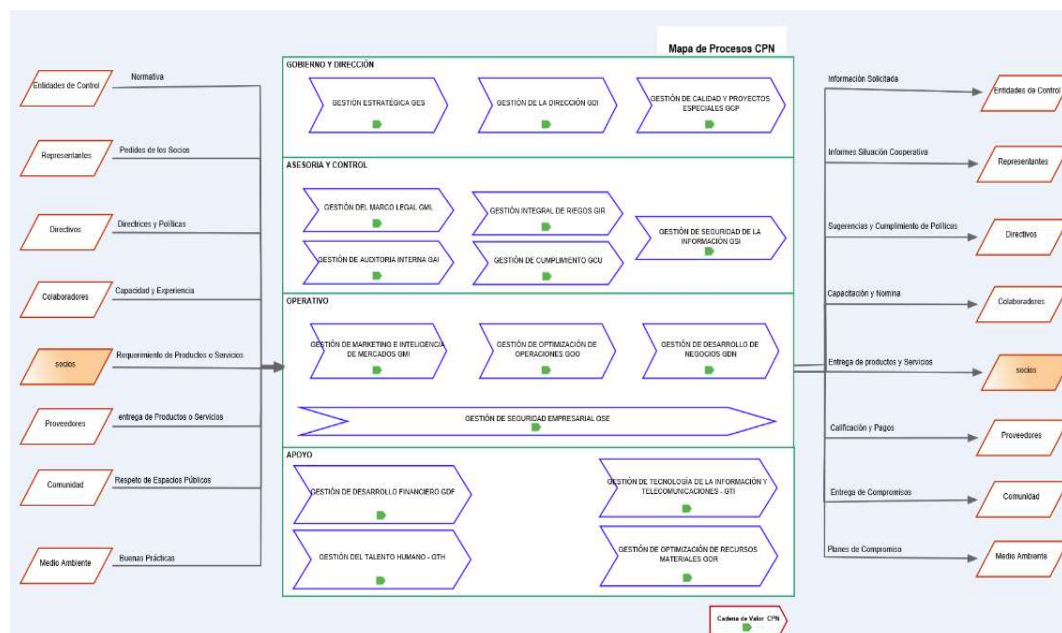 Mapa de Procesos CPN
GOBIERNO Y DIRECCIÓN
GESTIÓN ESTRATÉGICA GES
GESTIÓN DE LA DIRECCIÓN GDI
GESTIÓN DE CALIDAD Y PROYECTOS
ESPECIALES GCP
ASESORIA Y CONTROL
GESTIÓN DEL MARCO LEGAL GML
GESTIÓN INTEGRAL DE RIEGOS GIR
GESTIÓN DE SEGURIDAD DE LA
INFORMACIÓN GSI
GESTIÓN DE AUDITORIA INTERNA GAI
GESTIÓN DE CUMPLIMIENTO GCU
OPERATIVO
GESTIÓN DE MARKETING E INTELIGENCIA
DE MERCADOS GMI
GESTIÓN DE OPTIMIZACIÓN DE
OPERACIONES GOO
GESTIÓN DE DESARROLLO DE
NEGOCIOS GDN
GESTIÓN DE SEGURIDAD EMPRESARIAL GSE
APOYO
GESTIÓN DE DESARROLLO FINANCIERO GDF
GESTIÓN DE TECNOLOGÍA DE LA INFORMACIÓN Y
TELECOMUNICACIONES - GTI
GESTIÓN DEL TALENTO HUMANO - GTH
GESTIÓN DE OPTIMIZACIÓN DE RECURSOS
MATERIALES GOR
Entidades de Control
Normativa
Representantes
Pedidos de los Socios
Directivos
Directrices y Políticas
Colaboradores
Capacidad y Experiencia
socios
Requerimiento de Productos o Servicios
Proveedores
entrega de Productos o Servicios
Comunidad
Respeto de Espacios Públicos
Medio Ambiente
Buenas Prácticas
Información Solicitada
Entidades de Control
Informes Situación Cooperativa
Representantes
Sugerencias y Cumplimiento de Políticas
Directivos
Capacitación y Nomina
Colaboradores
Entrega de productos y Servicios
socios
Calificación y Pagos
Proveedores
Entrega de Compromisos
Comunidad
Planes de Compromiso
Medio Ambiente
Cadena de Valor CPN